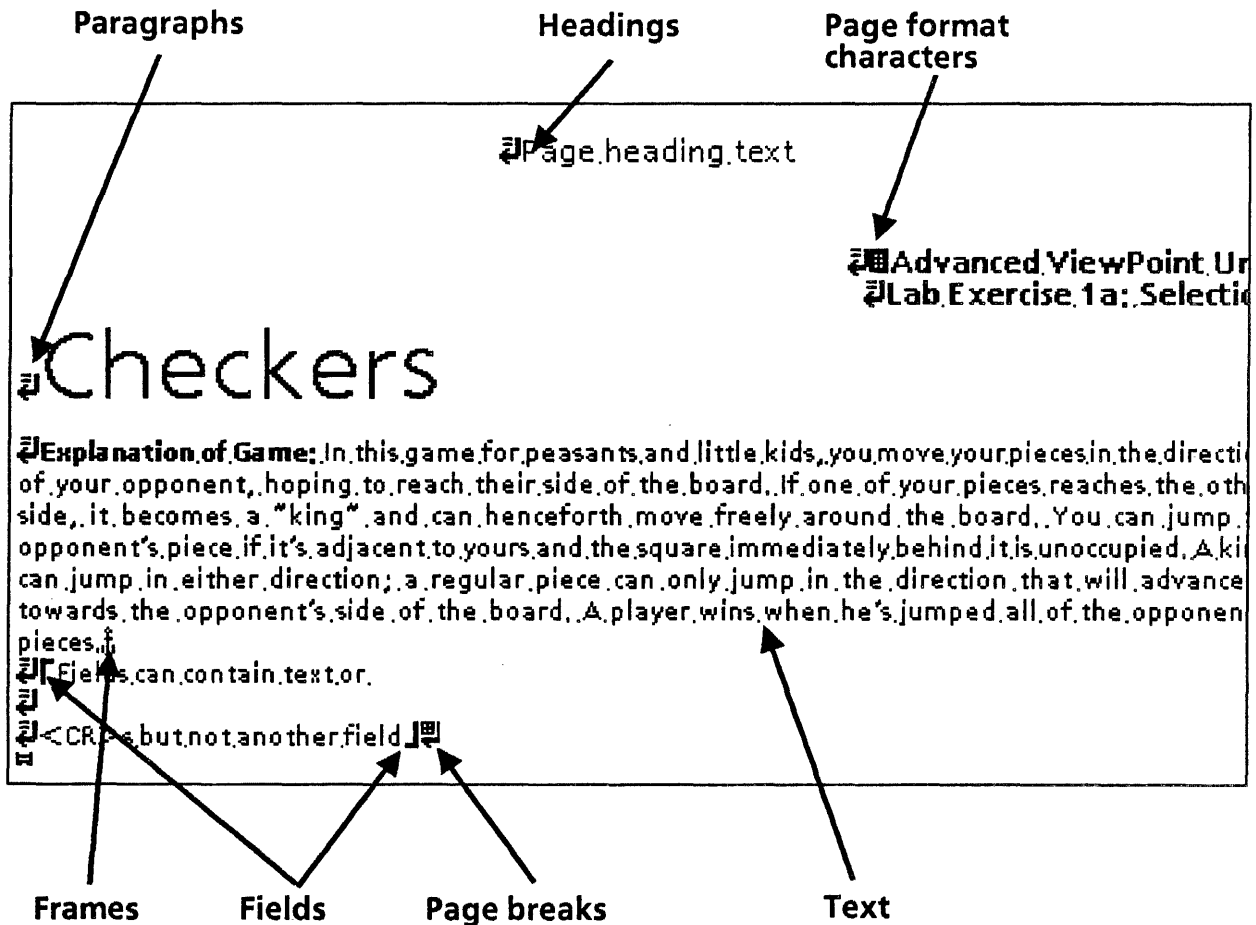 Paragraphs
Headings
Page format
characters
Page heading text
Advanced ViewPoint
Lab Exercise 1a: Selectio
Checkers
Explanation of Game: In this game for peasants and little kids, you move your pieces in the directi
of your opponent, hoping to reach their side of the board. If one of your pieces reaches the oth
side, it becomes a "king" and can henceforth move freely around the board. You can jump
opponent's piece if it's adjacent to yours and the square immediately behind it is unoccupied. A ki
can jump in either direction; a regular piece can only jump in the direction that will advance
towards the opponent's side of the board. A player wins when he's jumped all of the opponen
pieces.
Fields can contain text or
<CR>s but not another field
Frames
Fields
Page breaks
Text